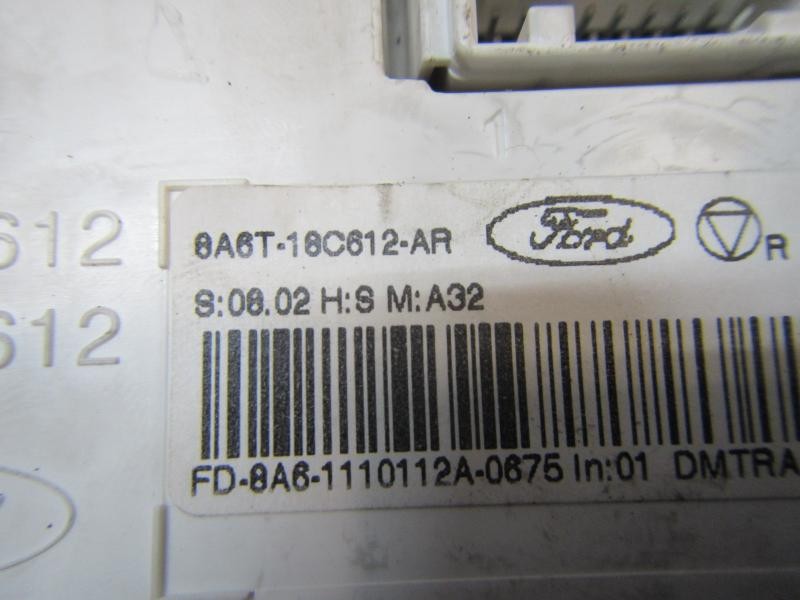 8A6T-18C612-AR Ford R
612
S:08.02 H:S M:A32
612
FD-8A6-1110112A-0675 In:01 DMTRA